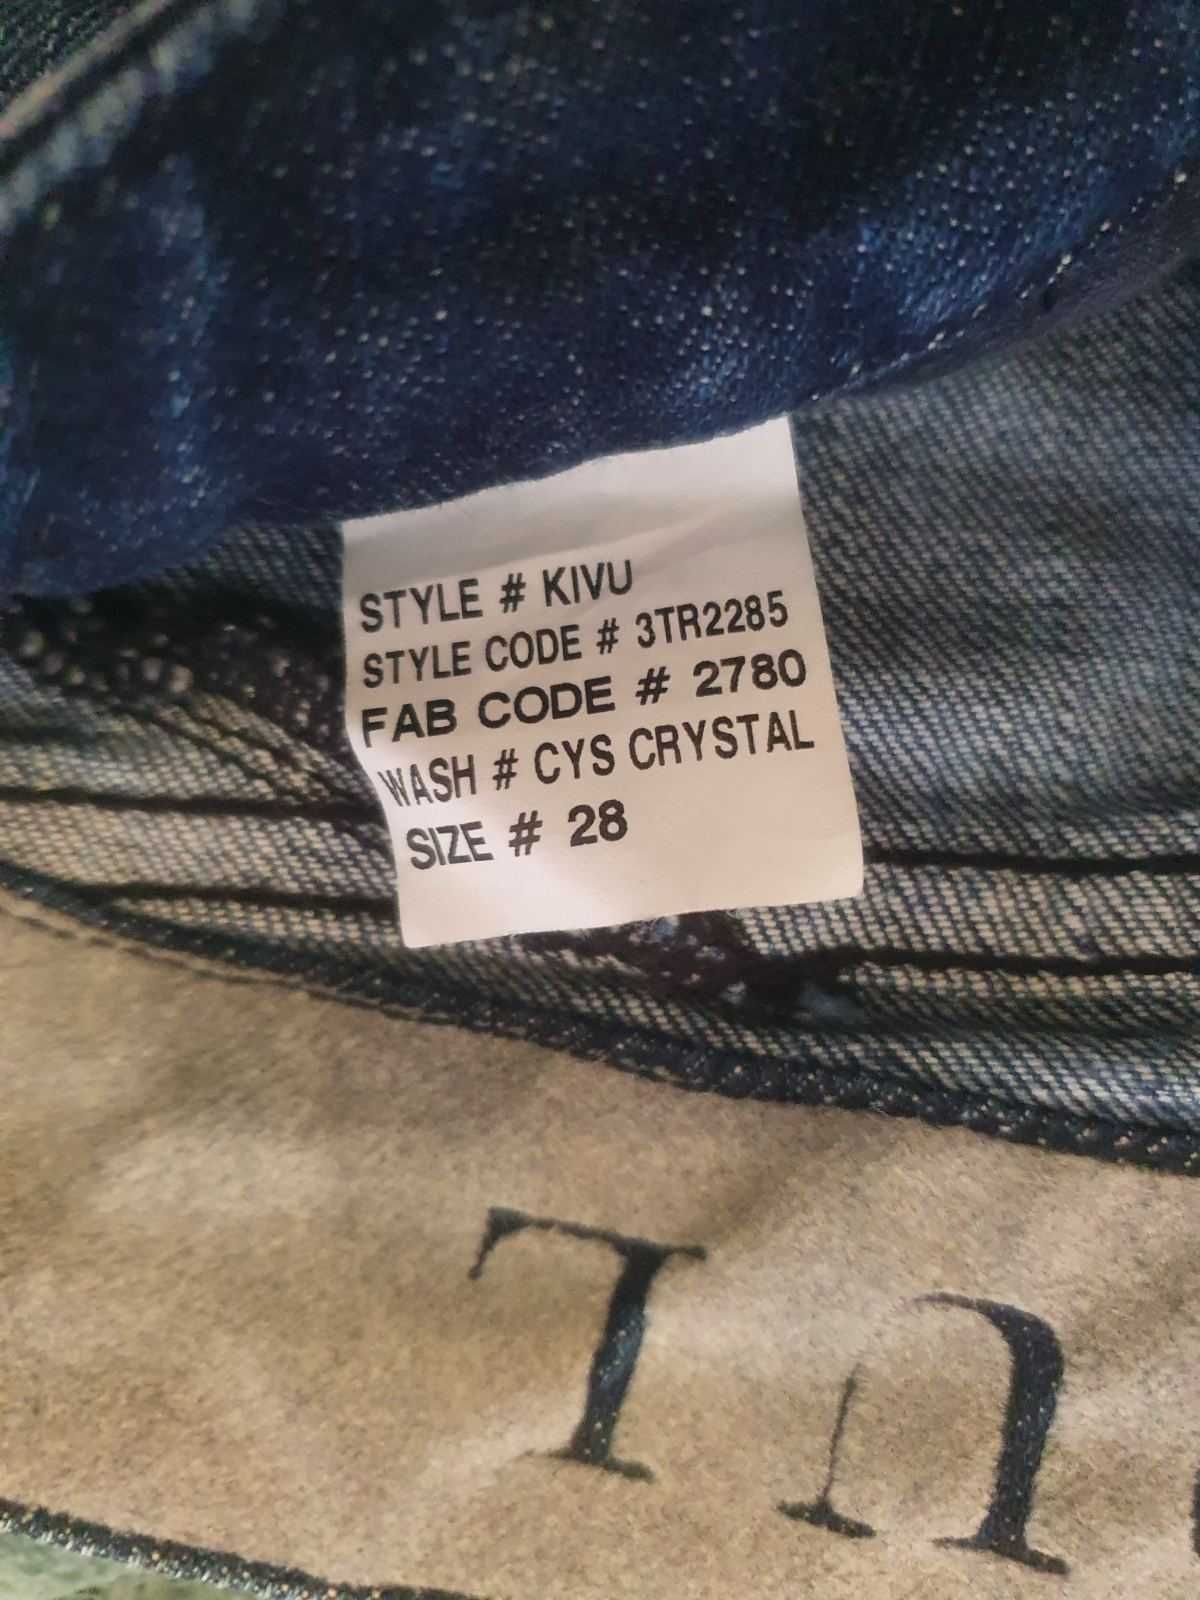 STYLE # KIVU
STYLE CODE # 3TR2285
FAB CODE # 2780
WASH # CYS CRYSTAL
SIZE # 28